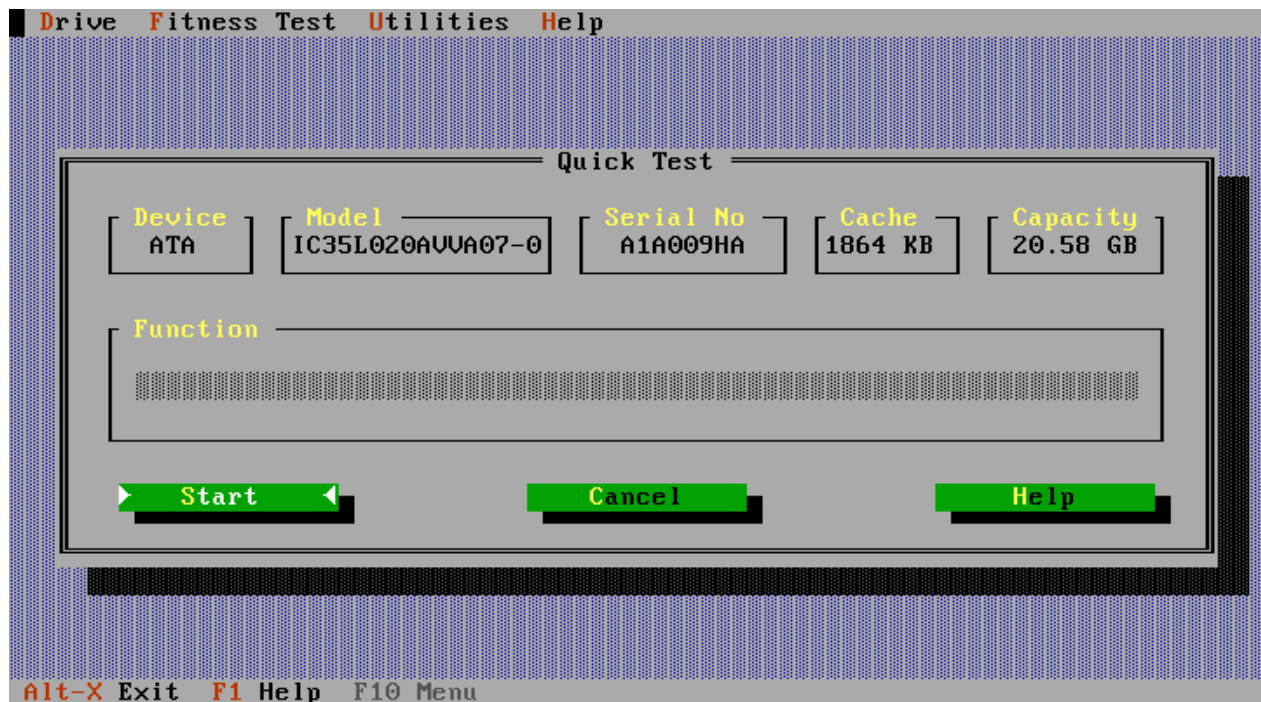 Drive Fitness Test Utilities Help
Quick Test
Device Model Serial No Cache Capacity
ATA IC35L020AVVA07-0 A1A009HA 1864 KB 20.58 GB
Function
Start Cancel Help
Alt-X Exit F1 Help F10 Menu